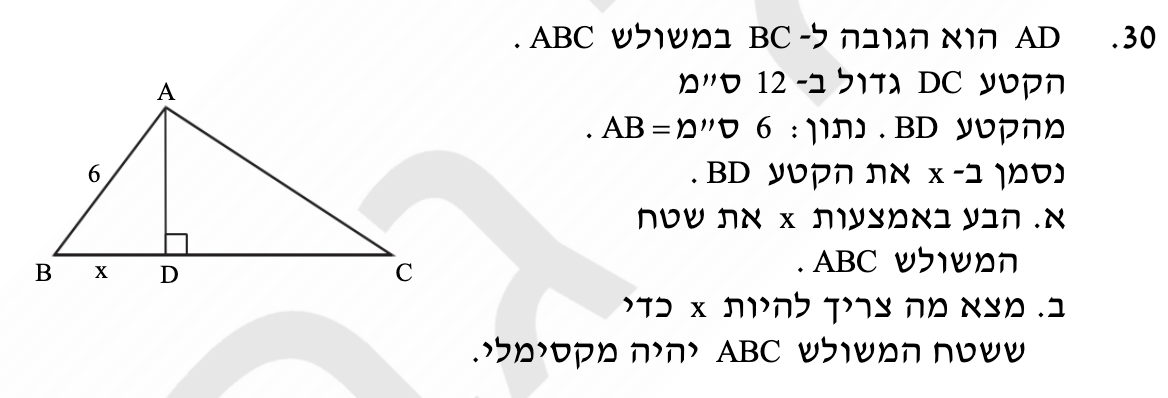 30. AD הוא הגובה ל- BC במשולש ABC .
הקטע DC גדול ב- 12 ס״מ
מהקטע BD . נתון : 6 ס״מ = AB .
נסמן ב- x את הקטע BD .
א. הבע באמצעות x את שטח
המשולש ABC .
ב. מצא מה צריך להיות x כדי
ששטח המשולש ABC יהיה מקסימלי.
A
6
B x D C